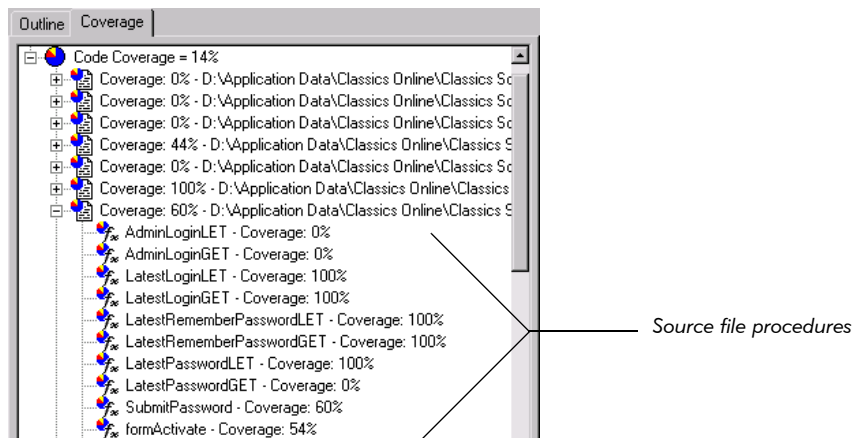 Outline Coverage
Code Coverage = 14%
Coverage: 0% - D:\Application Data\Classics Online\Classics Sc
Coverage: 0% - D:\Application Data\Classics Online\Classics Sc
Coverage: 0% - D:\Application Data\Classics Online\Classics Sc
Coverage: 44% - D:\Application Data\Classics Online\Classics S
Coverage: 0% - D:\Application Data\Classics Online\Classics Sc
Coverage: 100% - D:\Application Data\Classics Online\Classics
Coverage: 60% - D:\Application Data\Classics Online\Classics S
AdminLoginLET - Coverage: 0%
AdminLoginGET - Coverage: 0%
LatestLoginLET - Coverage: 100%
LatestLoginGET - Coverage: 100%
LatestRememberPasswordLET - Coverage: 100%
LatestRememberPasswordGET - Coverage: 100%
LatestPasswordLET - Coverage: 100%
LatestPasswordGET - Coverage: 0%
SubmitPassword - Coverage: 60%
formActivate - Coverage: 54%
Source file procedures